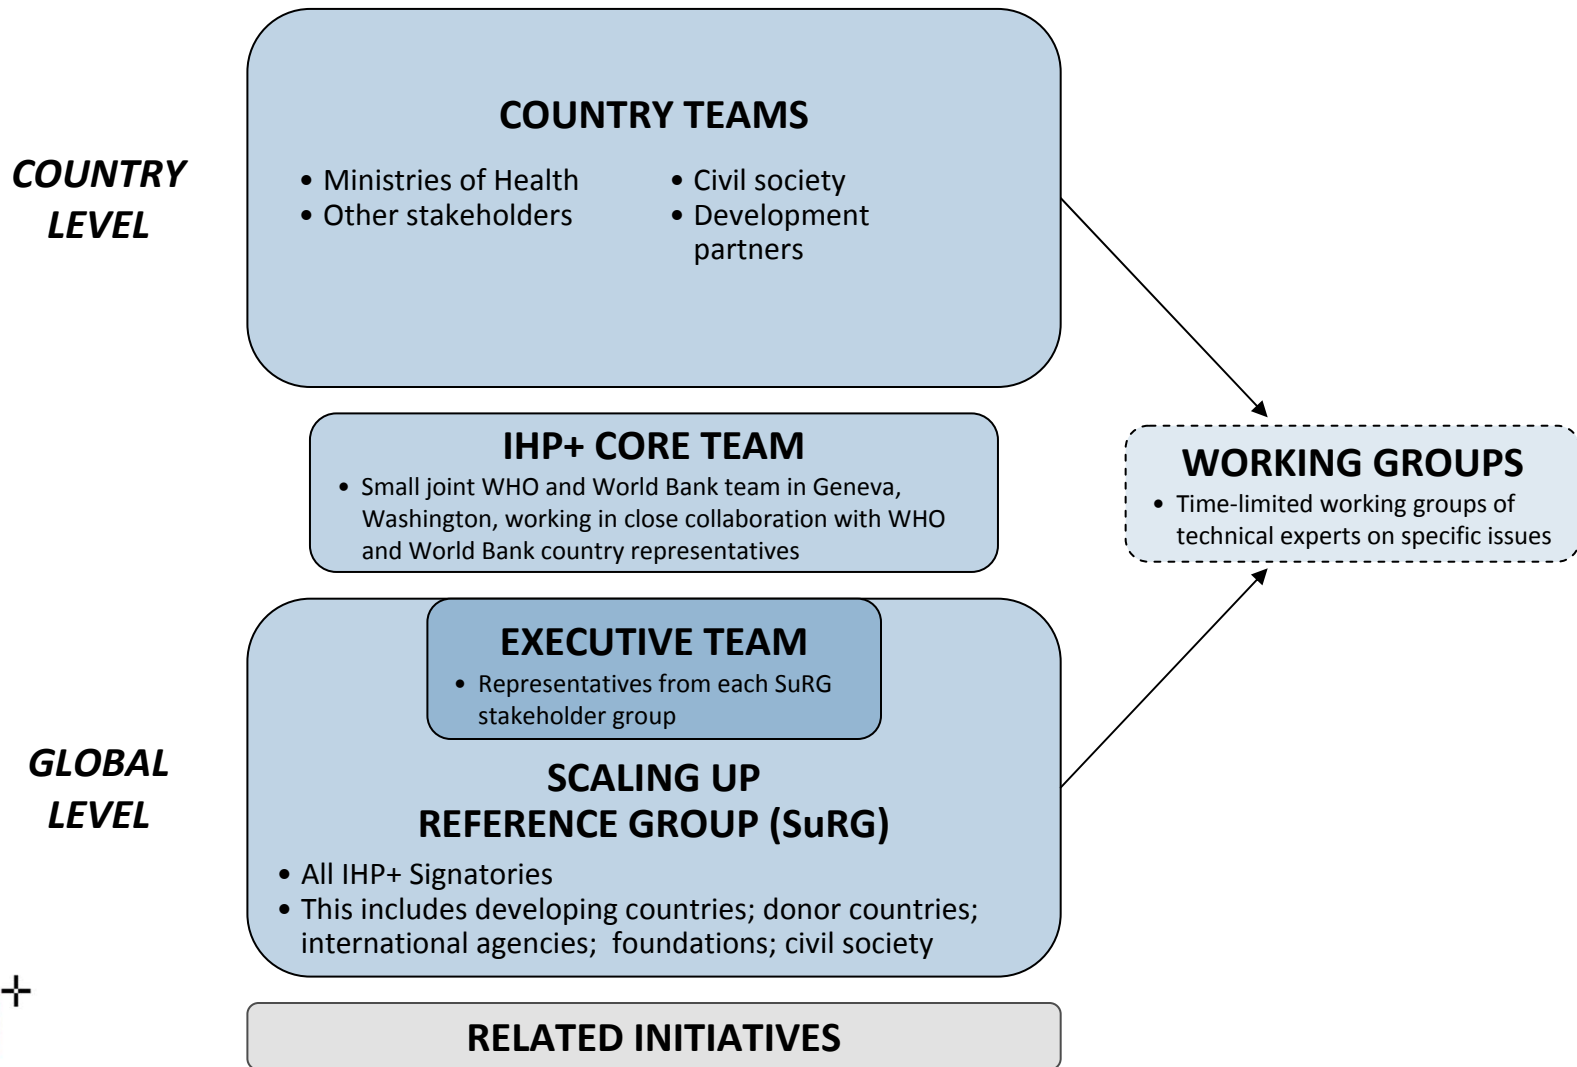 COUNTRY
LEVEL
COUNTRY TEAMS
• Ministries of Health
• Other stakeholders
• Civil society
• Development
partners
IHP+ CORE TEAM
• Small joint WHO and World Bank team in Geneva,
Washington, working in close collaboration with WHO
and World Bank country representatives
WORKING GROUPS
• Time-limited working groups of
technical experts on specific issues
EXECUTIVE TEAM
• Representatives from each SuRG
stakeholder group
GLOBAL
LEVEL
SCALING UP
REFERENCE GROUP (SuRG)
• All IHP+ Signatories
• This includes developing countries; donor countries;
international agencies;  foundations; civil society
RELATED INITIATIVES